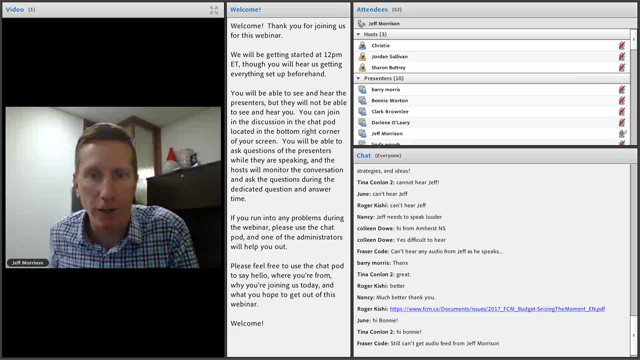 Video (1)
Jeff Morrison
Welcome!
Welcome! Thank you for joining us
for this webinar.
We will be getting started at 12pm
ET, though you will hear us getting
everything set up beforehand.
You will be able to see and hear the
presenters, but they will not be able
to see and hear you. You can join
in the discussion in the chat pod
located in the bottom right corner
of your screen. You will be able to
ask questions of the presenters
while they are speaking, and the
hosts will monitor the conversation
and ask the questions during the
dedicated question and answer
time.
If you run into any problems during
the webinar, please use the chat
pod, and one of the administrators
will help you out.
Please feel free to use the chat pod
to say hello, where you're from,
why you're joining us today, and
what you hope to get out of this
webinar.
Welcome!
Attendees (52)
Jeff Morrison
Hosts (3)
Christie
Jordan Sullivan
Sharon Buttrey
Presenters (10)
barry morris
Bonnie Morton
Clark Brownlee
Darlene O'Leary
Jeff Morrison
Chat (Everyone)
strategies, and ideas!
Tina Conlon 2: cannot hear Jeff!
June: can't hear Jeff
Roger Kishi: can't hear Jeff
Nancy: Jeff needs to speak louder
colleen Dowe: hi from Amherst NS
colleen Dowe: Yes difficult to hear
Fraser Code: Can't hear any audio from Jeff as he speaks...
barry morris: Thanx
Tina Conlon 2: great.
Roger Kishi: better
Nancy: Much better thank you.
Roger Kishi: https://www.fcm.ca/Documents/issues/2017_FCM_Budget-SeizingTheMoment_EN.pdf
June: hi Bonnie!
Tina Conlon 2: hi bonnie!
Fraser Code: Still can't get audio feed from Jeff Morrison